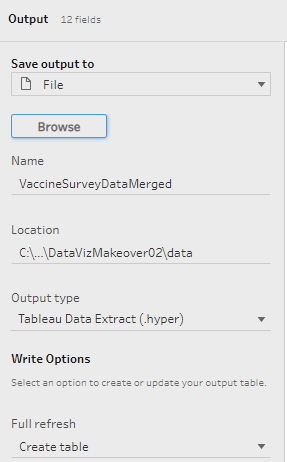 Output 12 fields
Save output to
File
Browse
Name
VaccineSurveyDataMerged
Location
C:\...\DataVizMakeover02\data
Output type
Tableau Data Extract (.hyper)
Write Options
Select an option to create or update your output table.
Full refresh
Create table